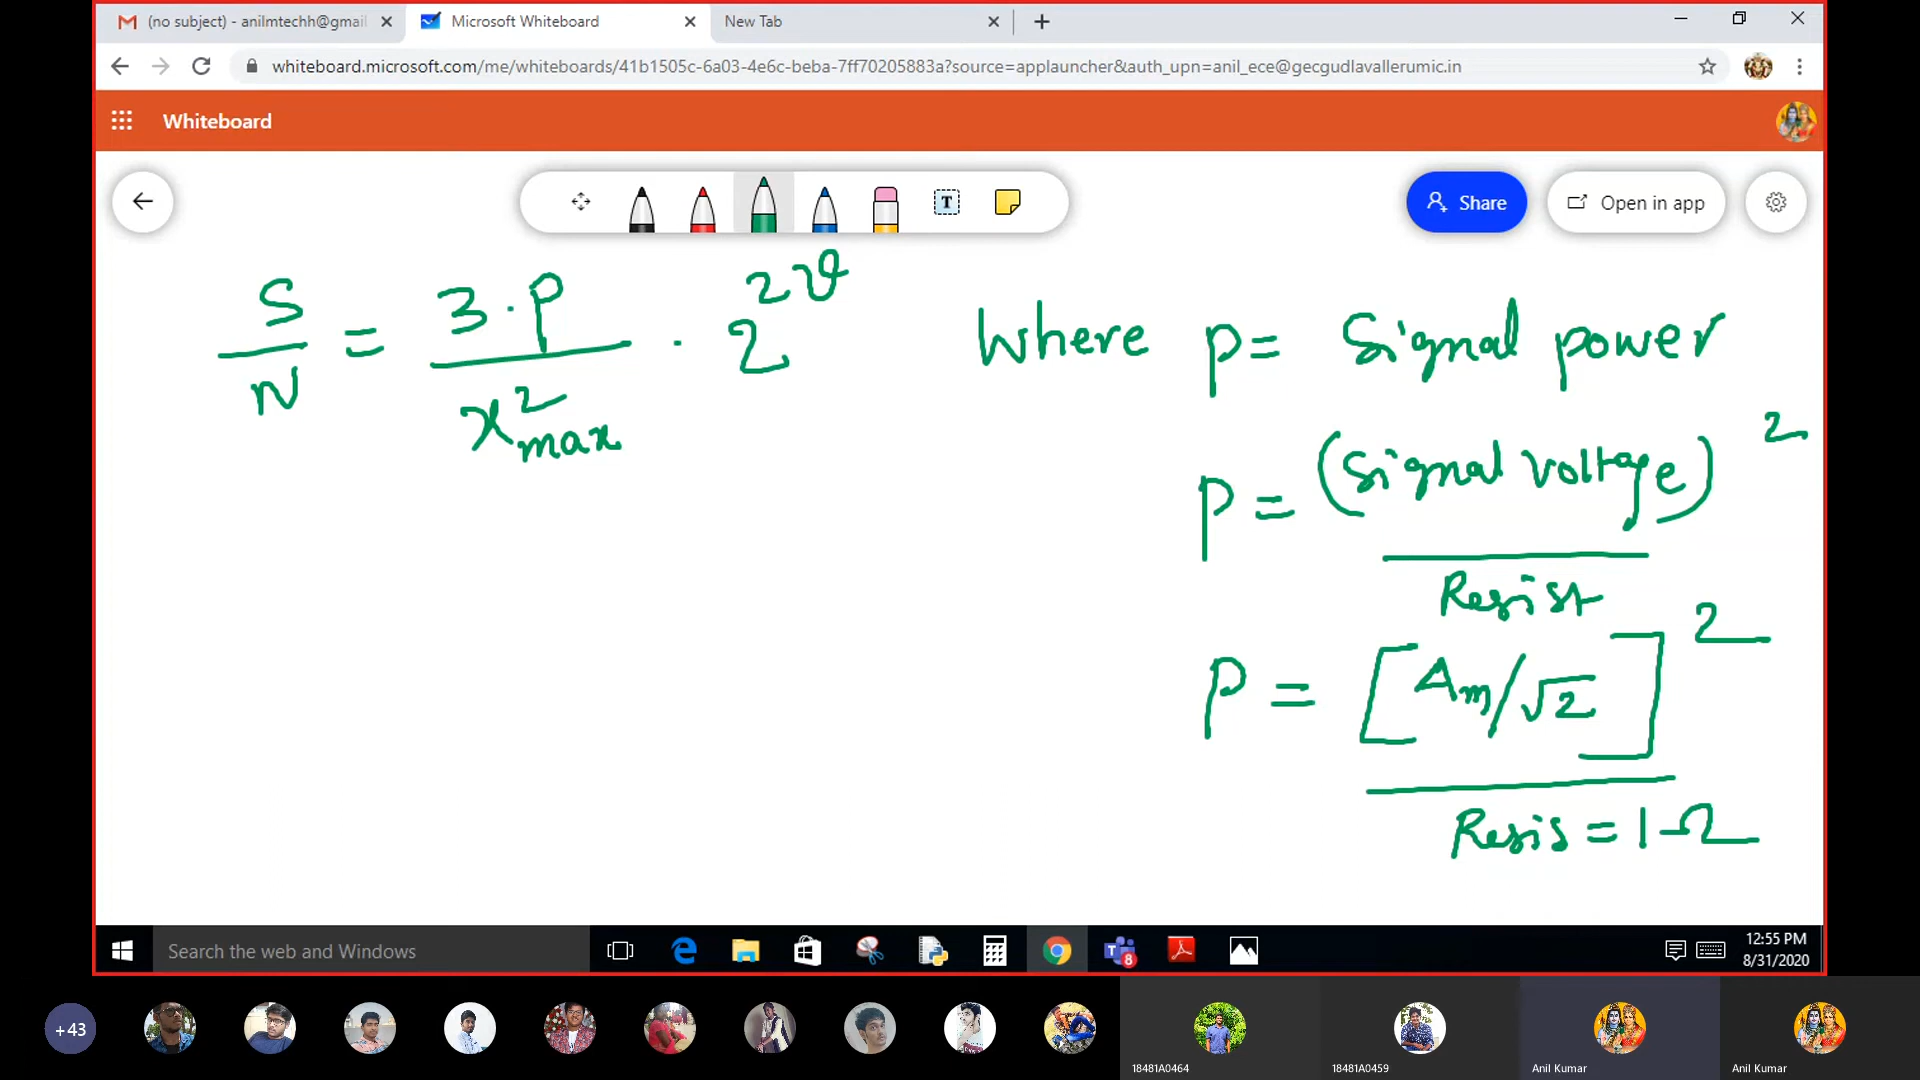 (no subject) - anilmtechh@gmail
Microsoft Whiteboard
New Tab
whiteboard.microsoft.com/me/whiteboards/41b1505c-6a03-4e6c-beba-7ff70205883a?source=applauncher&auth_upn=anil_ece@gecgudlavallerumic.in
Whiteboard
T
Share
Open in app
S/N = 3·P/x²max · 2^2ϑ
Where P = Signal power
P = (Signal voltage)²
Resist
P = [Am/√2]²
Resis = 1Ω
Search the web and Windows
8
12:55 PM
8/31/2020
+43
18481A0464
18481A0459
Anil Kumar
Anil Kumar